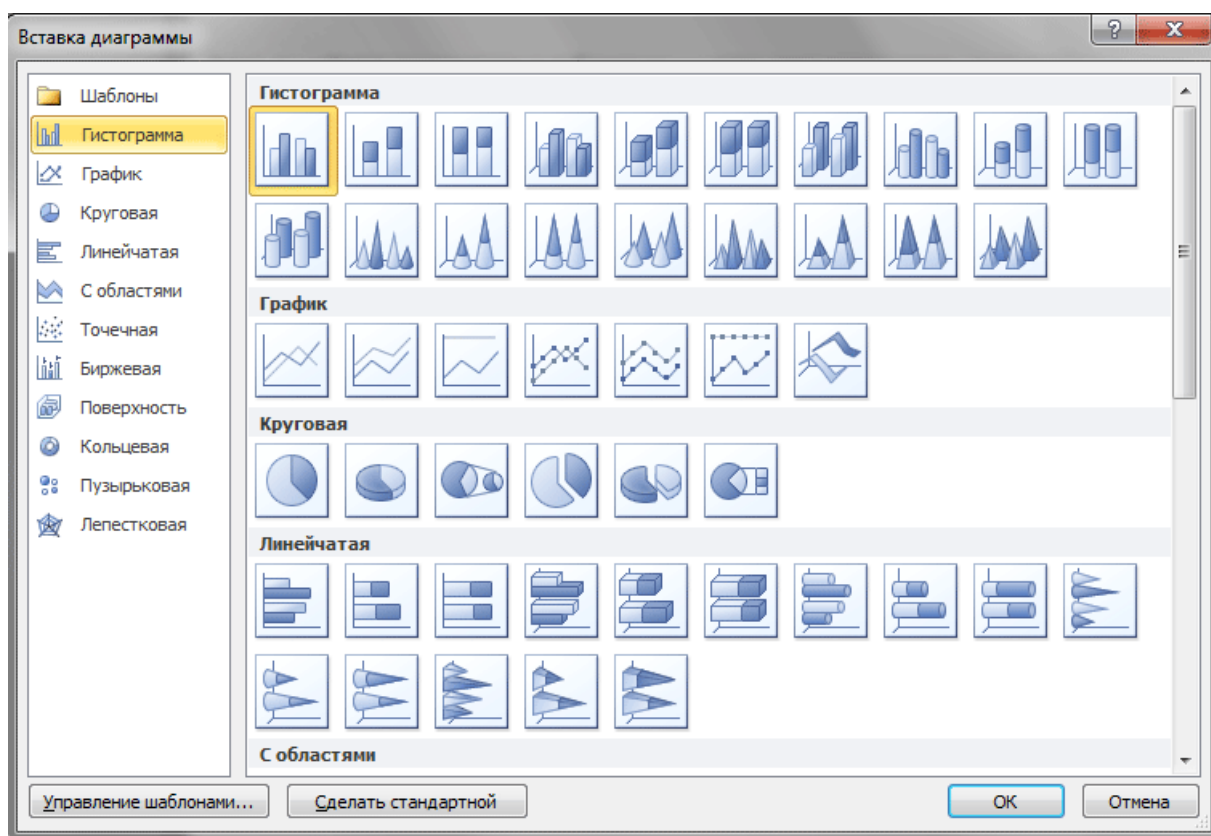 Вставка диаграммы
Шаблоны
Гистограмма
График
Круговая
Линейчатая
С областями
Точечная
Биржевая
Поверхность
Кольцевая
Пузырьковая
Лепестковая
Гистограмма
График
Круговая
Линейчатая
С областями
Управление шаблонами...
Сделать стандартной
ОК
Отмена